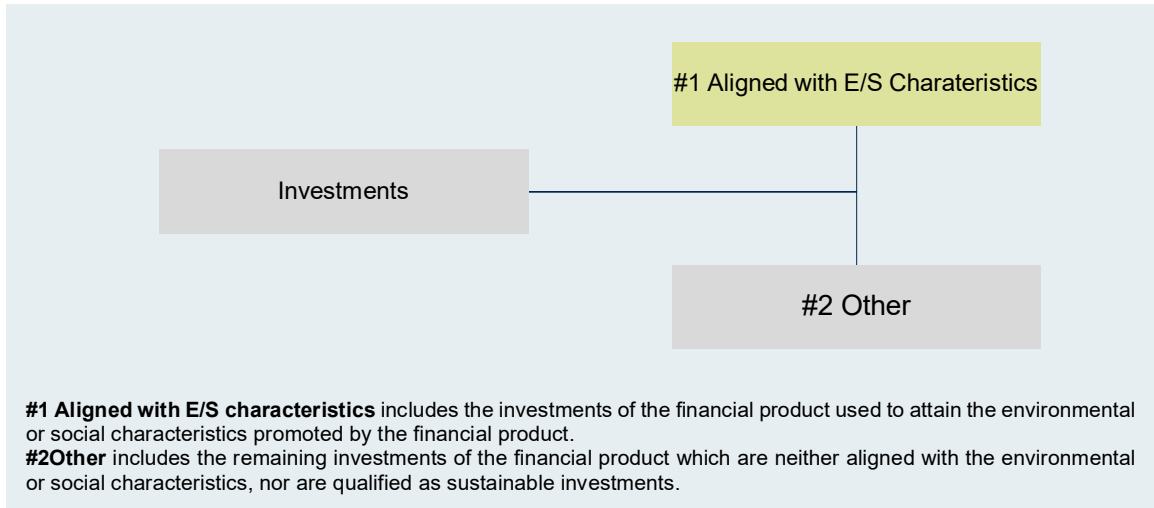 #1 Aligned with E/S Charateristics
Investments
#2 Other
#1 Aligned with E/S characteristics includes the investments of the financial product used to attain the environmental
or social characteristics promoted by the financial product.
#2Other includes the remaining investments of the financial product which are neither aligned with the environmental
or social characteristics, nor are qualified as sustainable investments.